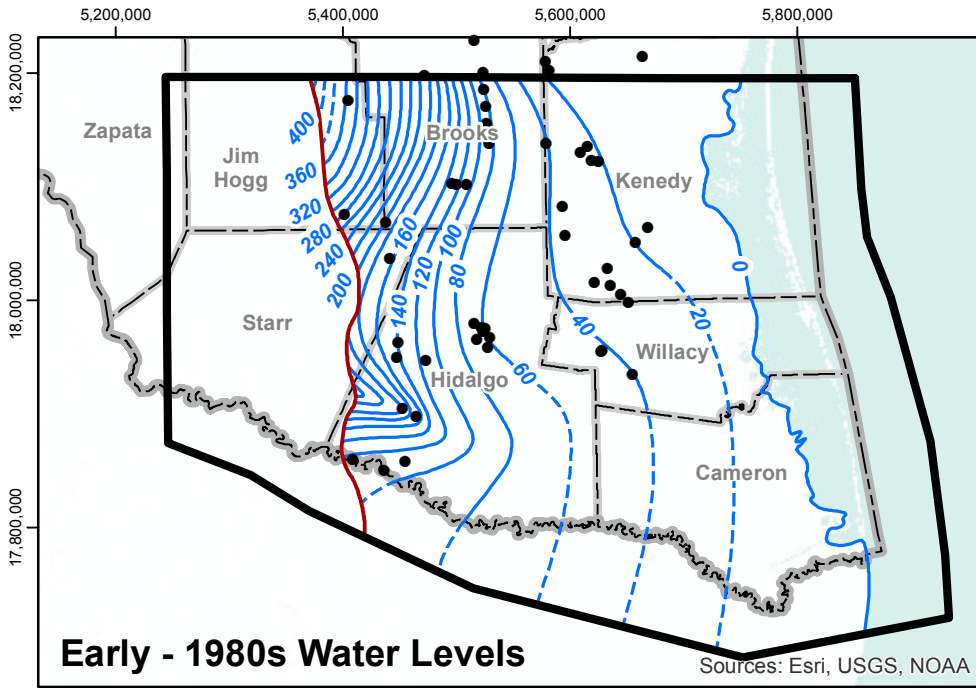 5,200,000
5,400,000
5,600,000
5,800,000
18,200,000
18,000,000
17,800,000
Zapata
Jim
Hogg
Brooks
Kenedy
Starr
Hidalgo
Willacy
Cameron
400
360
320
280
240
200
160
140
120
100
80
60
40
20
0
Early - 1980s Water Levels
Sources: Esri, USGS, NOAA